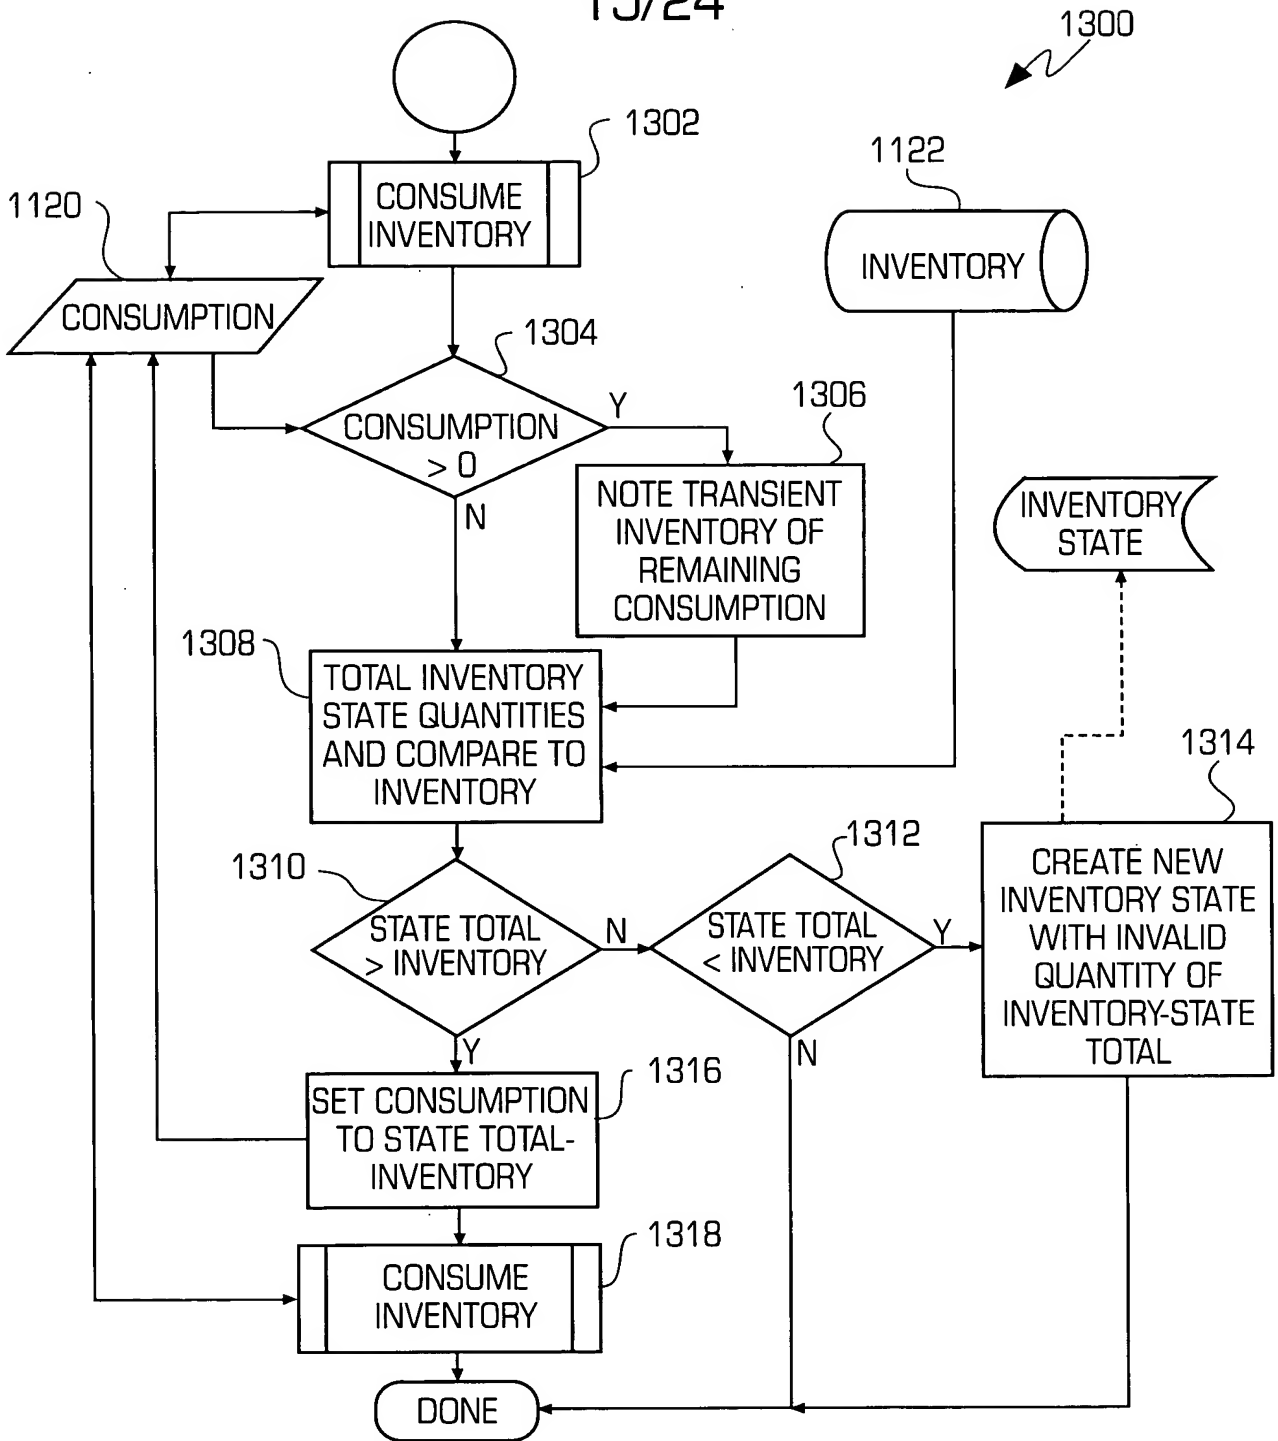 15/24
1300
1302
CONSUME
INVENTORY
1122
1120
INVENTORY
CONSUMPTION
1304
CONSUMPTION
> 0
Y
N
1306
NOTE TRANSIENT
INVENTORY OF
REMAINING
CONSUMPTION
INVENTORY
STATE
1308
TOTAL INVENTORY
STATE QUANTITIES
AND COMPARE TO
INVENTORY
1310
STATE TOTAL
> INVENTORY
N
Y
1312
STATE TOTAL
< INVENTORY
Y
N
1314
CREATE NEW
INVENTORY STATE
WITH INVALID
QUANTITY OF
INVENTORY-STATE
TOTAL
1316
SET CONSUMPTION
TO STATE TOTAL-
INVENTORY
1318
CONSUME
INVENTORY
DONE